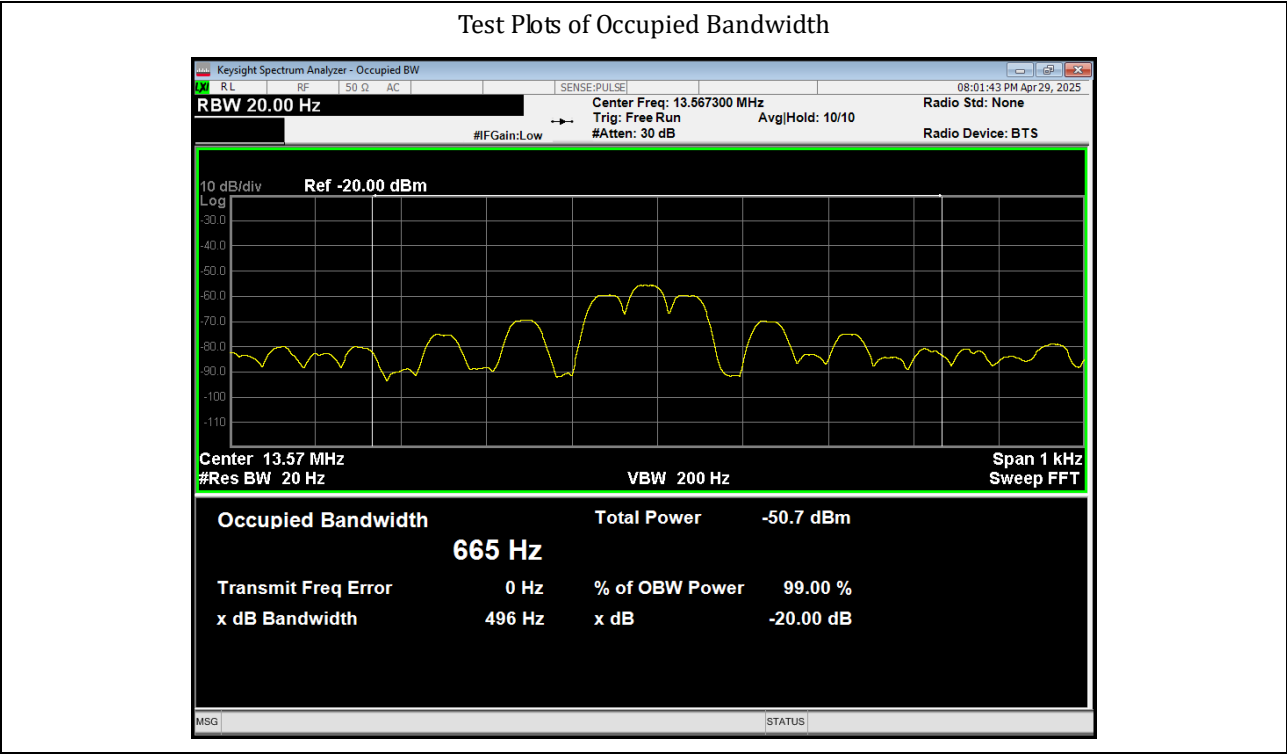 Test Plots of Occupied Bandwidth
Keysight Spectrum Analyzer - Occupied BW
LXI RL RF 50 Ω AC SENSE:PULSE 08:01:43 PM Apr 29, 2025
RBW 20.00 Hz
Center Freq: 13.567300 MHz Radio Std: None
Trig: Free Run Avg|Hold: 10/10
#IFGain:Low #Atten: 30 dB Radio Device: BTS
10 dB/div Ref -20.00 dBm
Log
-30.0
-40.0
-50.0
-60.0
-70.0
-80.0
-90.0
-100
-110
Center 13.57 MHz Span 1 kHz
#Res BW 20 Hz VBW 200 Hz Sweep FFT
Occupied Bandwidth Total Power -50.7 dBm
665 Hz
Transmit Freq Error 0 Hz % of OBW Power 99.00 %
x dB Bandwidth 496 Hz x dB -20.00 dB
MSG STATUS